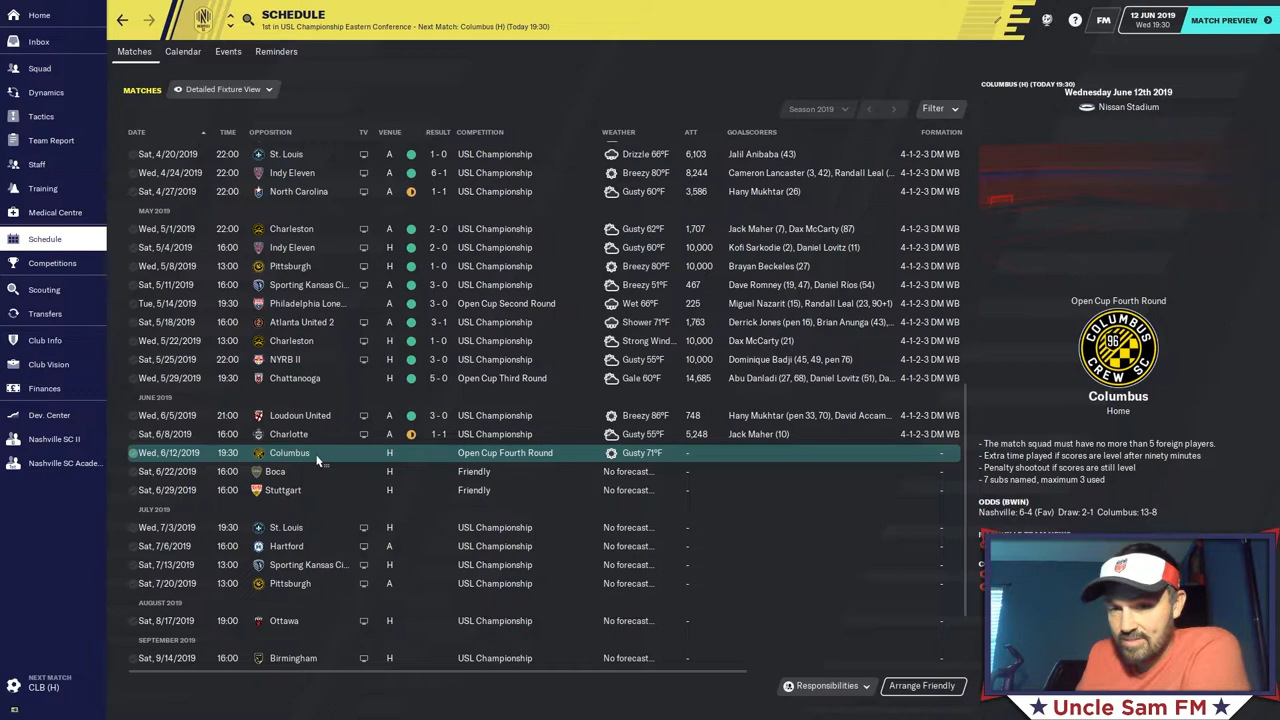 Home
Inbox
Squad
Dynamics
Tactics
Team Report
Staff
Training
Medical Centre
Schedule
Competitions
Scouting
Transfers
Club Info
Club Vision
Finances
Dev. Center
Nashville SC II
Nashville SC Acade...
NEXT MATCH
CLB (H)
SCHEDULE
1st in USL Championship Eastern Conference - Next Match: Columbus (H) (Today 19:30)
? FM 12 JUN 2019 Wed 19:30 MATCH PREVIEW
Matches Calendar Events Reminders
MATCHES Detailed Fixture View
Season 2019 Filter
DATE TIME OPPOSITION TV VENUE RESULT COMPETITION WEATHER ATT GOALSCORERS FORMATION
Sat, 4/20/2019 22:00 St. Louis A 1 - 0 USL Championship Drizzle 66°F 6,103 Jalil Anibaba (43) 4-1-2-3 DM WB
Wed, 4/24/2019 22:00 Indy Eleven A 6 - 1 USL Championship Breezy 80°F 8,244 Cameron Lancaster (3, 42), Randall Leal (... 4-1-2-3 DM WB
Sat, 4/27/2019 22:00 North Carolina A 1 - 1 USL Championship Gusty 60°F 3,586 Hany Mukhtar (26) 4-1-2-3 DM WB
MAY 2019
Wed, 5/1/2019 22:00 Charleston A 2 - 0 USL Championship Gusty 62°F 1,707 Jack Maher (7), Dax McCarty (87) 4-1-2-3 DM WB
Sat, 5/4/2019 16:00 Indy Eleven H 2 - 0 USL Championship Gusty 60°F 10,000 Kofi Sarkodie (2), Daniel Lovitz (11) 4-1-2-3 DM WB
Wed, 5/8/2019 13:00 Pittsburgh H 1 - 0 USL Championship Breezy 80°F 10,000 Brayan Beckeles (27) 4-1-2-3 DM WB
Sat, 5/11/2019 16:00 Sporting Kansas Ci... A 3 - 0 USL Championship Breezy 51°F 467 Dave Romney (19, 47), Daniel Ríos (54) 4-1-2-3 DM WB
Tue, 5/14/2019 19:30 Philadelphia Lone... A 3 - 0 Open Cup Second Round Wet 66°F 225 Miguel Nazarit (15), Randall Leal (23, 90+1) 4-1-2-3 DM WB
Sat, 5/18/2019 16:00 Atlanta United 2 A 3 - 1 USL Championship Shower 71°F 1,763 Derrick Jones (pen 16), Brian Anunga (43),... 4-1-2-3 DM WB
Wed, 5/22/2019 13:00 Charleston H 1 - 0 USL Championship Strong Wind... 10,000 Dax McCarty (21) 4-1-2-3 DM WB
Sat, 5/25/2019 22:00 NYRB II H 3 - 0 USL Championship Gusty 55°F 10,000 Dominique Badji (45, 49, pen 76) 4-1-2-3 DM WB
Wed, 5/29/2019 19:30 Chattanooga H 5 - 0 Open Cup Third Round Gale 60°F 14,685 Abu Danladi (27, 68), Daniel Lovitz (51), Da... 4-1-2-3 DM WB
JUNE 2019
Wed, 6/5/2019 21:00 Loudoun United A 3 - 0 USL Championship Breezy 86°F 748 Hany Mukhtar (pen 33, 70), David Accam... 4-1-2-3 DM WB
Sat, 6/8/2019 16:00 Charlotte A 1 - 1 USL Championship Gusty 55°F 5,248 Jack Maher (10) 4-1-2-3 DM WB
Wed, 6/12/2019 19:30 Columbus H Open Cup Fourth Round Gusty 71°F - - -
Sat, 6/22/2019 16:00 Boca H Friendly No forecast... - - -
Sat, 6/29/2019 16:00 Stuttgart H Friendly No forecast... - - -
JULY 2019
Wed, 7/3/2019 19:30 St. Louis H USL Championship No forecast... - - -
Sat, 7/6/2019 16:00 Hartford A USL Championship No forecast... - - -
Sat, 7/13/2019 13:00 Sporting Kansas Ci... H USL Championship No forecast... - - -
Sat, 7/20/2019 13:00 Pittsburgh A USL Championship No forecast... - - -
AUGUST 2019
Sat, 8/17/2019 19:00 Ottawa H USL Championship No forecast... - - -
SEPTEMBER 2019
Sat, 9/14/2019 16:00 Birmingham H USL Championship No forecast... - - -
Responsibilities Arrange Friendly
COLUMBUS (H) (TODAY 19:30)
Wednesday June 12th 2019
Nissan Stadium
Open Cup Fourth Round
COLUMBUS
96
CREW SC
Columbus
Home
- The match squad must have no more than 5 foreign players.
- Extra time played if scores are level after ninety minutes
- Penalty shootout if scores are still level
- 7 subs named, maximum 3 used
ODDS (BWIN)
Nashville: 6-4 (Fav) Draw: 2-1 Columbus: 13-8
Uncle Sam FM